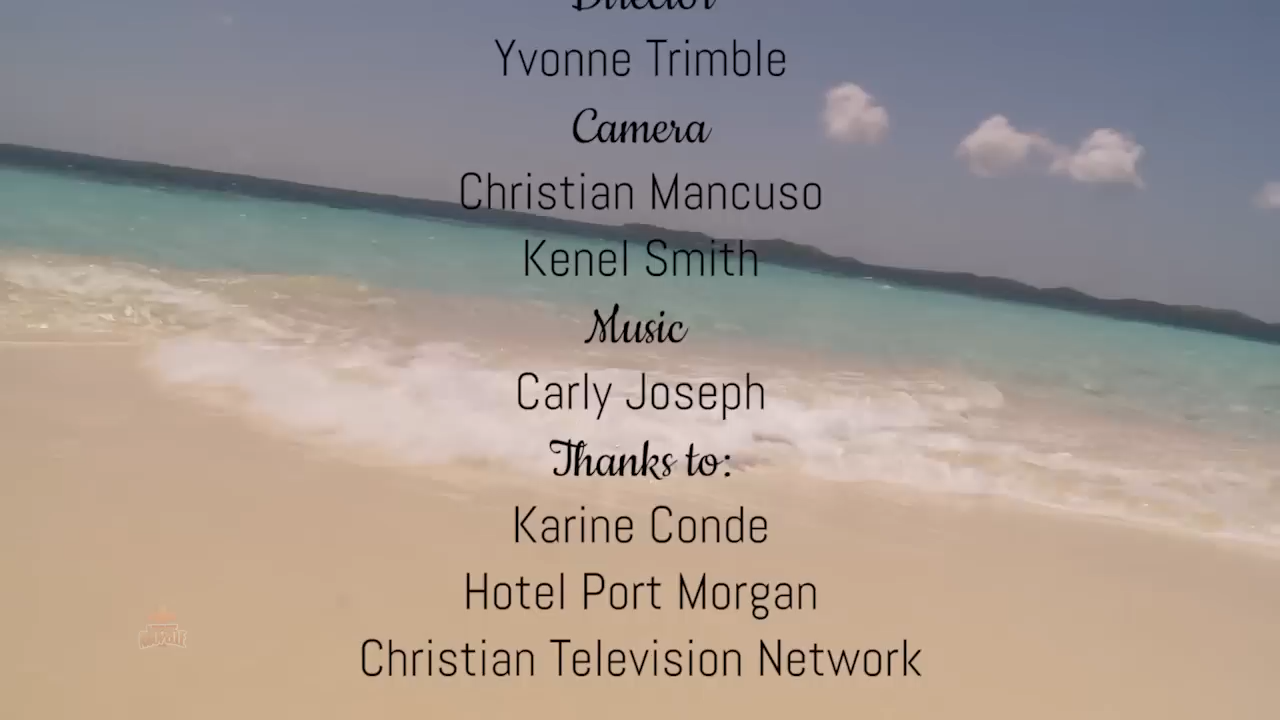 Director
Yvonne Trimble
Camera
Christian Mancuso
Kenel Smith
Music
Carly Joseph
Thanks to:
Karine Conde
Hotel Port Morgan
Christian Television Network